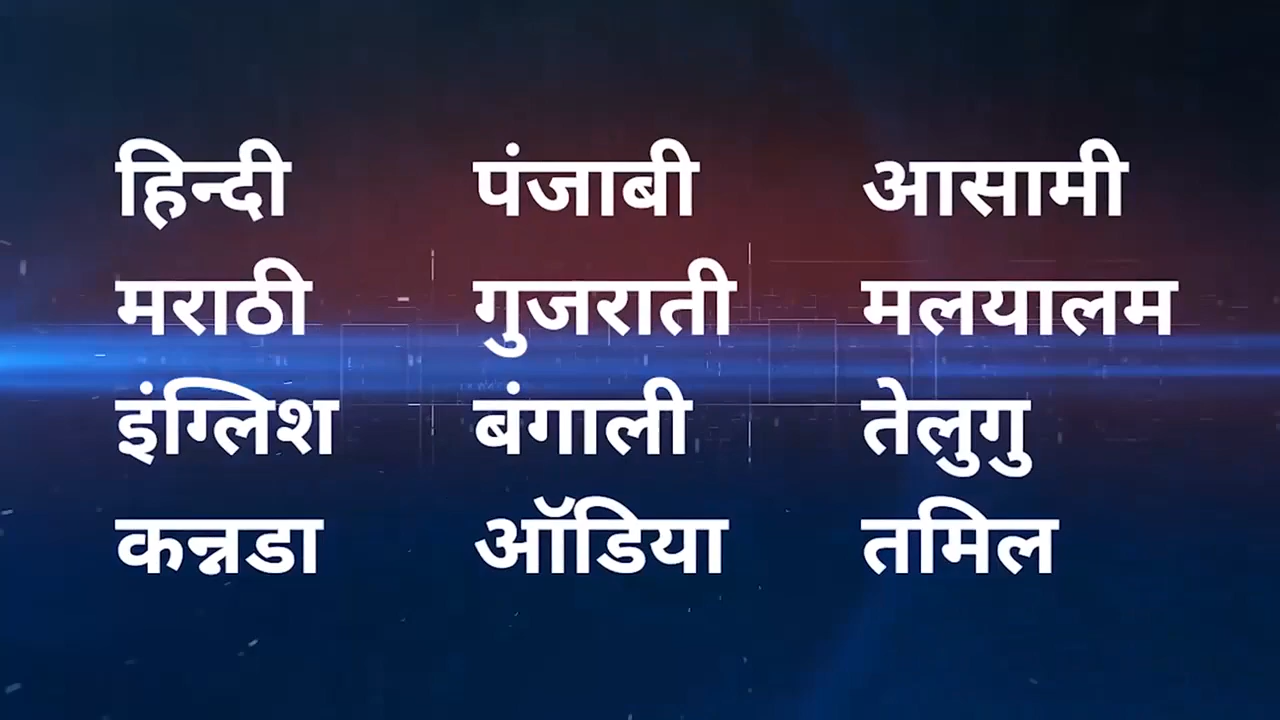 हिन्दी पंजाबी आसामी
मराठी गुजराती मलयालम
इंग्लिश बंगाली तेलुगु
कन्नडा ऑडिया तमिल